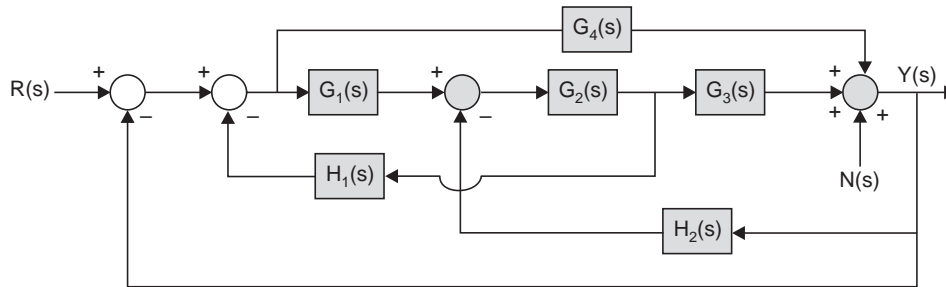 G₄(s)
R(s) + − + − G₁(s) + − G₂(s) G₃(s) + + + + Y(s)
H₁(s)
N(s)
H₂(s)